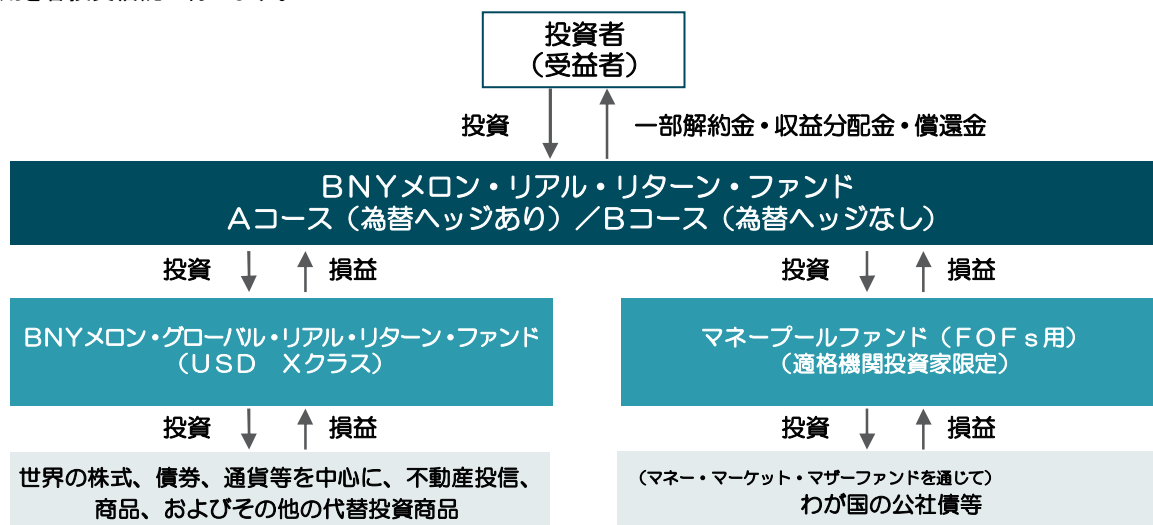 投資者
（受益者）
投資
一部解約金・収益分配金・償還金
ＢＮＹメロン・リアル・リターン・ファンド
Ａコース（為替ヘッジあり）／Ｂコース（為替ヘッジなし）
投資
損益
投資
損益
ＢＮＹメロン・グローバル・リアル・リターン・ファンド
（ＵＳＤ　Ｘクラス）
マネープールファンド（ＦＯＦｓ用）
（適格機関投資家限定）
投資
損益
投資
損益
世界の株式、債券、通貨等を中心に、不動産投信、
商品、およびその他の代替投資商品
（マネー・マーケット・マザーファンドを通じて）
わが国の公社債等